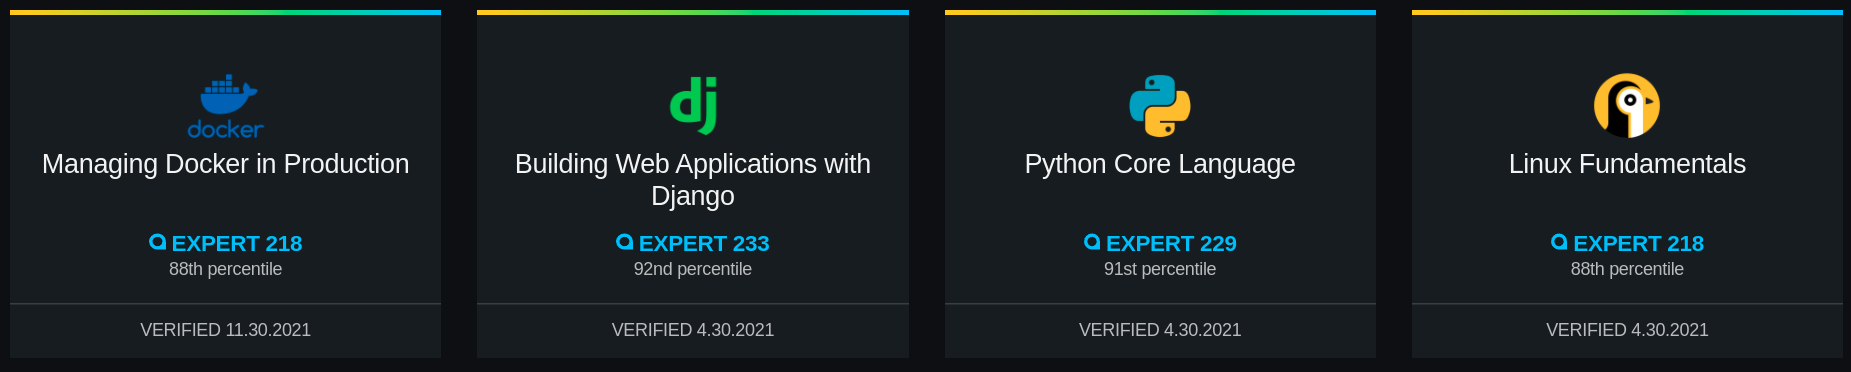 docker
Managing Docker in Production
EXPERT 218
88th percentile
VERIFIED 11.30.2021
dj
Building Web Applications with
Django
EXPERT 233
92nd percentile
VERIFIED 4.30.2021
Python Core Language
EXPERT 229
91st percentile
VERIFIED 4.30.2021
Linux Fundamentals
EXPERT 218
88th percentile
VERIFIED 4.30.2021